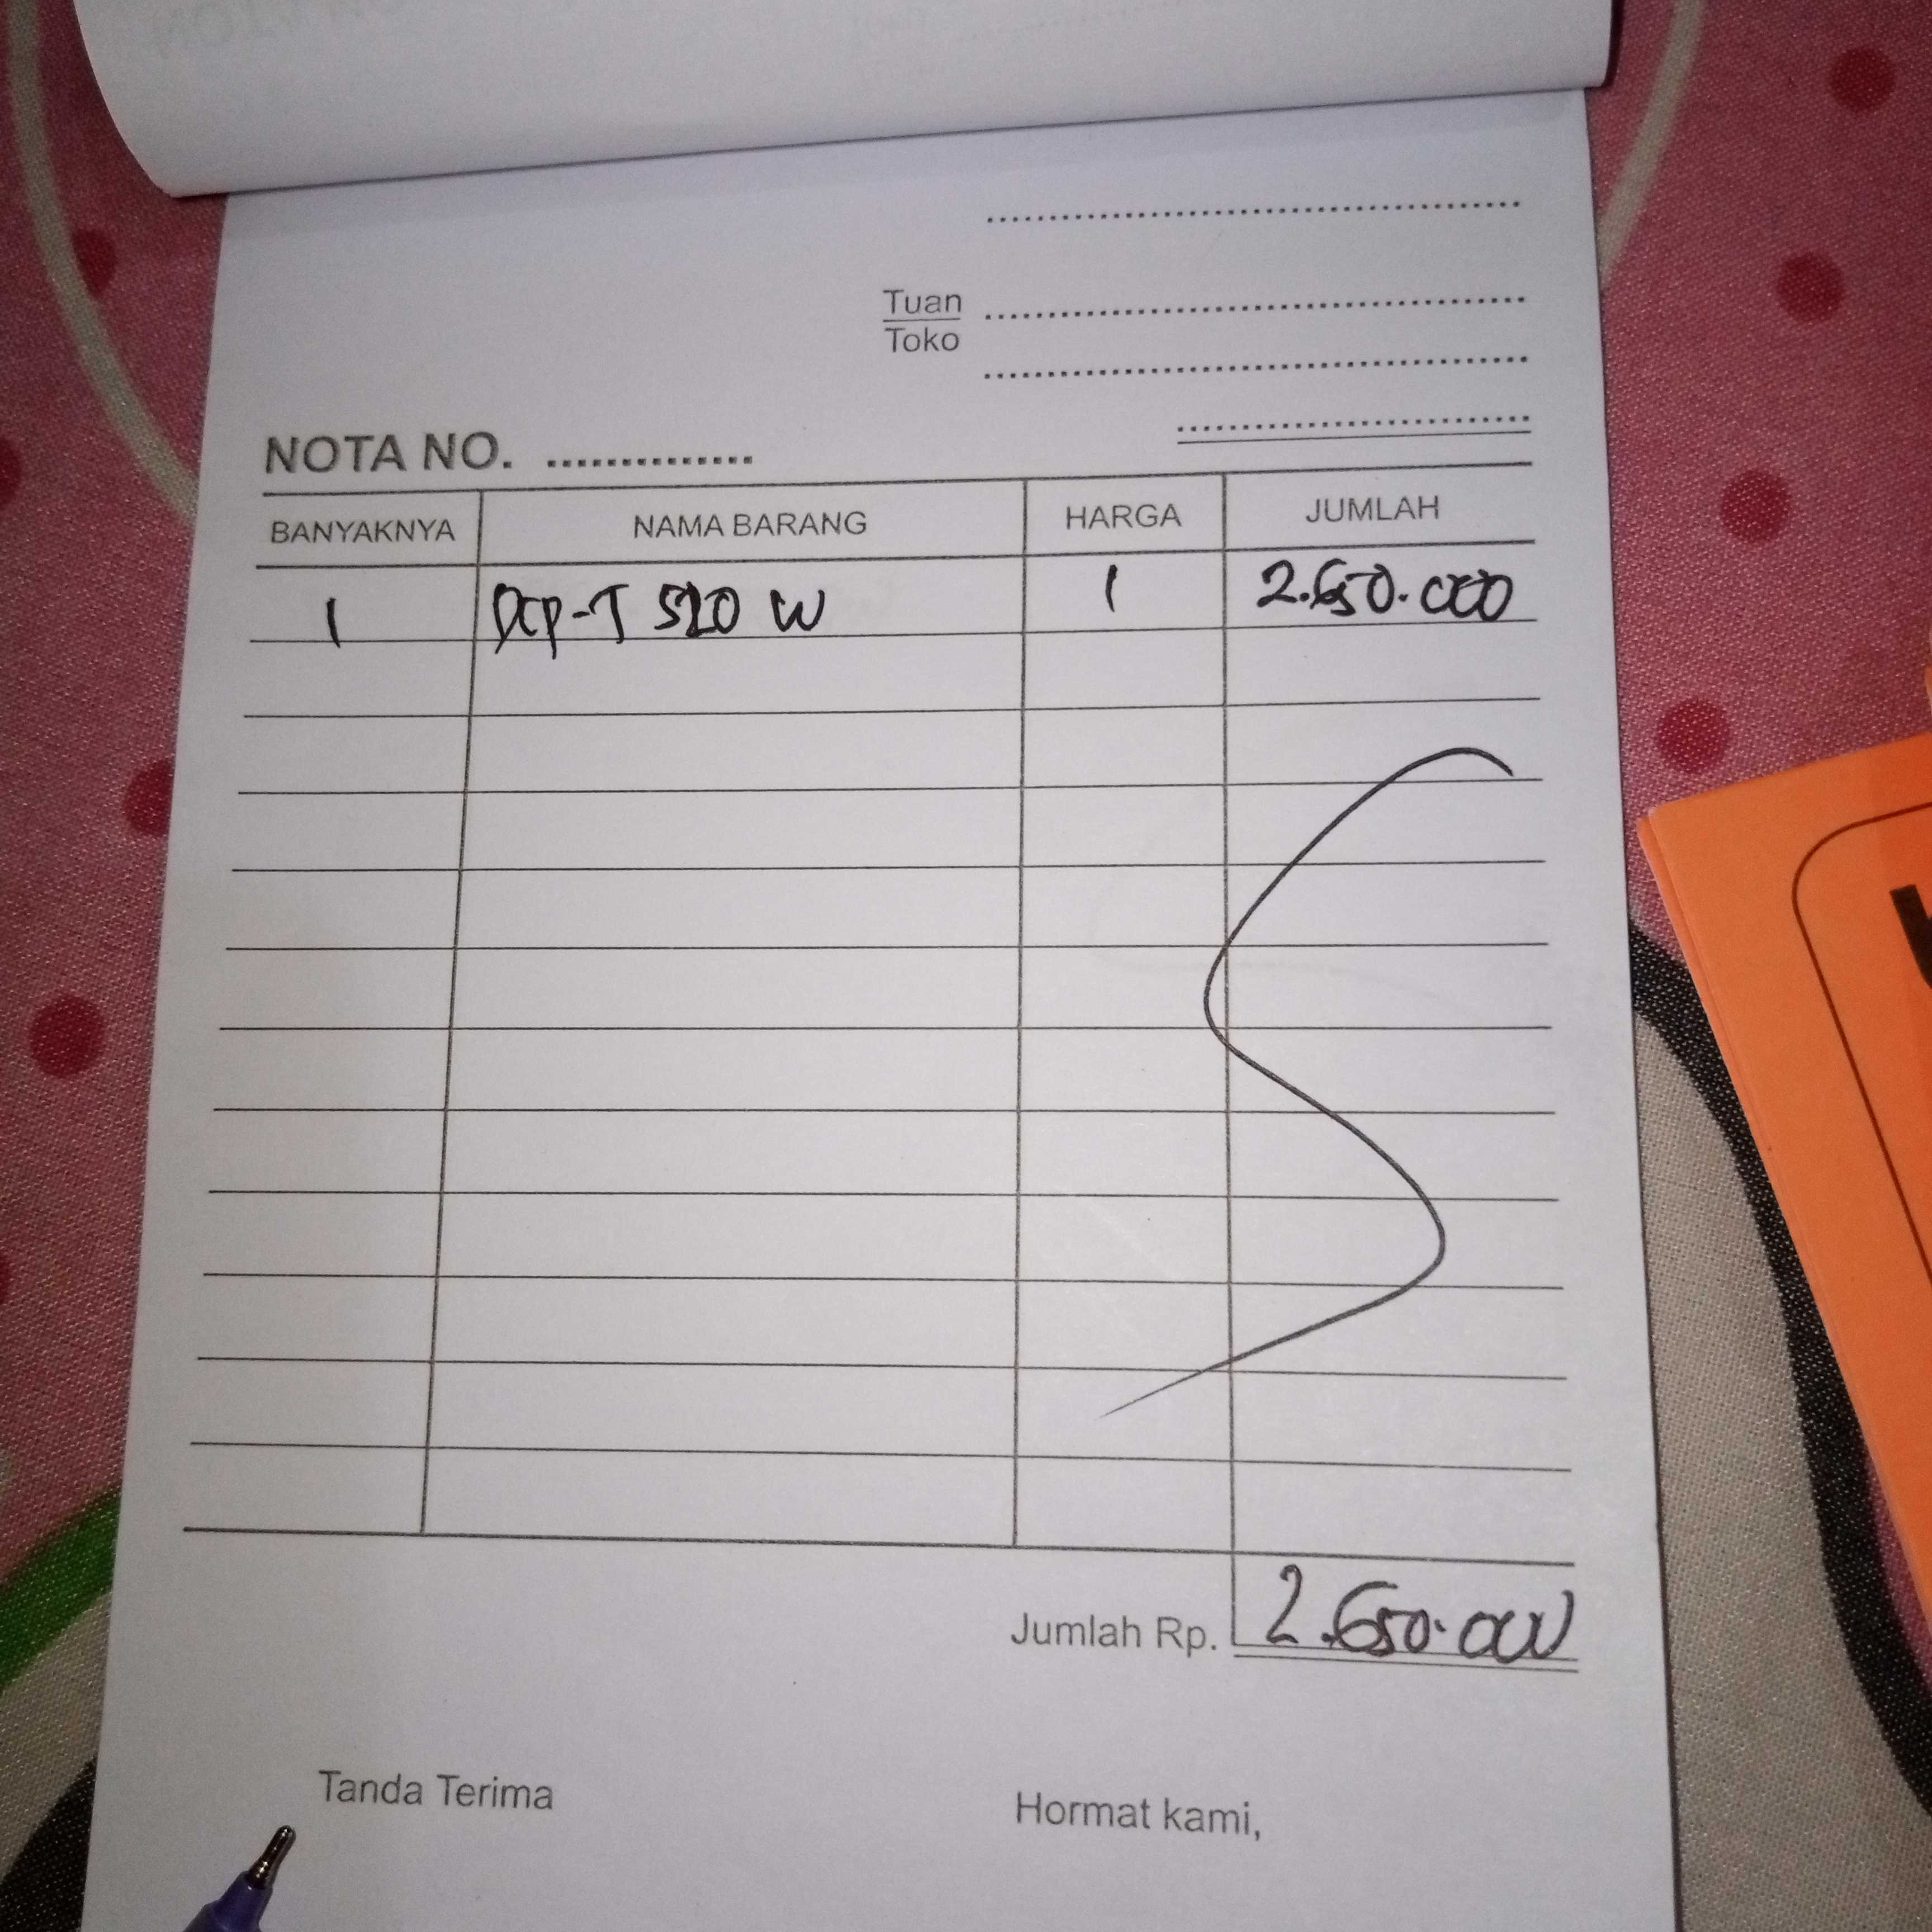 Tuan
Toko
NOTA NO.
BANYAKNYA NAMA BARANG HARGA JUMLAH
1 DCP-T 520 W 1 2.650.000
Jumlah Rp. 2.650.000
Tanda Terima Hormat kami,